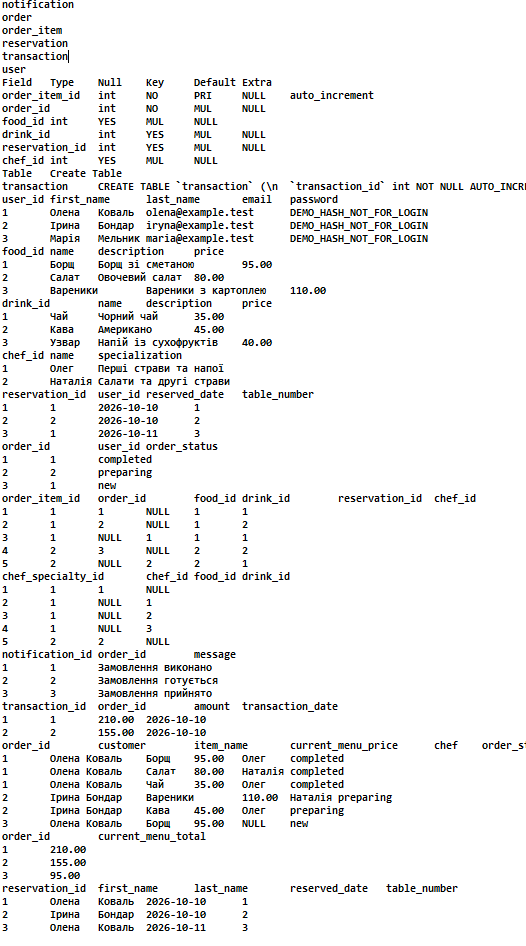 notification
order
order_item
reservation
transaction
user
Field Type Null Key Default Extra
order_item_id int NO PRI NULL auto_increment
order_id int NO MUL NULL
food_id int YES MUL NULL
drink_id int YES MUL NULL
reservation_id int YES MUL NULL
chef_id int YES MUL NULL
Table Create Table
transaction CREATE TABLE `transaction` (\n `transaction_id` int NOT NULL AUTO_INCRE
user_id first_name last_name email password
1 Олена Коваль olena@example.test DEMO_HASH_NOT_FOR_LOGIN
2 Ірина Бондар iryna@example.test DEMO_HASH_NOT_FOR_LOGIN
3 Марія Мельник maria@example.test DEMO_HASH_NOT_FOR_LOGIN
food_id name description price
1 Борщ Борщ зі сметаною 95.00
2 Салат Овочевий салат 80.00
3 Вареники Вареники з картоплею 110.00
drink_id name description price
1 Чай Чорний чай 35.00
2 Кава Американо 45.00
3 Узвар Напій із сухофруктів 40.00
chef_id name specialization
1 Олег Перші страви та напої
2 Наталія Салати та другі страви
reservation_id user_id reserved_date table_number
1 1 2026-10-10 1
2 2 2026-10-10 2
3 1 2026-10-11 3
order_id user_id order_status
1 1 completed
2 2 preparing
3 1 new
order_item_id order_id food_id drink_id reservation_id chef_id
1 1 1 NULL 1 1
2 1 2 NULL 1 2
3 1 NULL 1 1 1
4 2 3 NULL 2 2
5 2 NULL 2 2 1
chef_specialty_id chef_id food_id drink_id
1 1 1 NULL
2 1 NULL 1
3 1 NULL 2
4 1 NULL 3
5 2 2 NULL
notification_id order_id message
1 1 Замовлення виконано
2 2 Замовлення готується
3 3 Замовлення прийнято
transaction_id order_id amount transaction_date
1 1 210.00 2026-10-10
2 2 155.00 2026-10-10
order_id customer item_name current_menu_price chef order_st
1 Олена Коваль Борщ 95.00 Олег completed
1 Олена Коваль Салат 80.00 Наталія completed
1 Олена Коваль Чай 35.00 Олег completed
2 Ірина Бондар Вареники 110.00 Наталія preparing
2 Ірина Бондар Кава 45.00 Олег preparing
3 Олена Коваль Борщ 95.00 NULL new
order_id current_menu_total
1 210.00
2 155.00
3 95.00
reservation_id first_name last_name reserved_date table_number
1 Олена Коваль 2026-10-10 1
2 Ірина Бондар 2026-10-10 2
3 Олена Коваль 2026-10-11 3